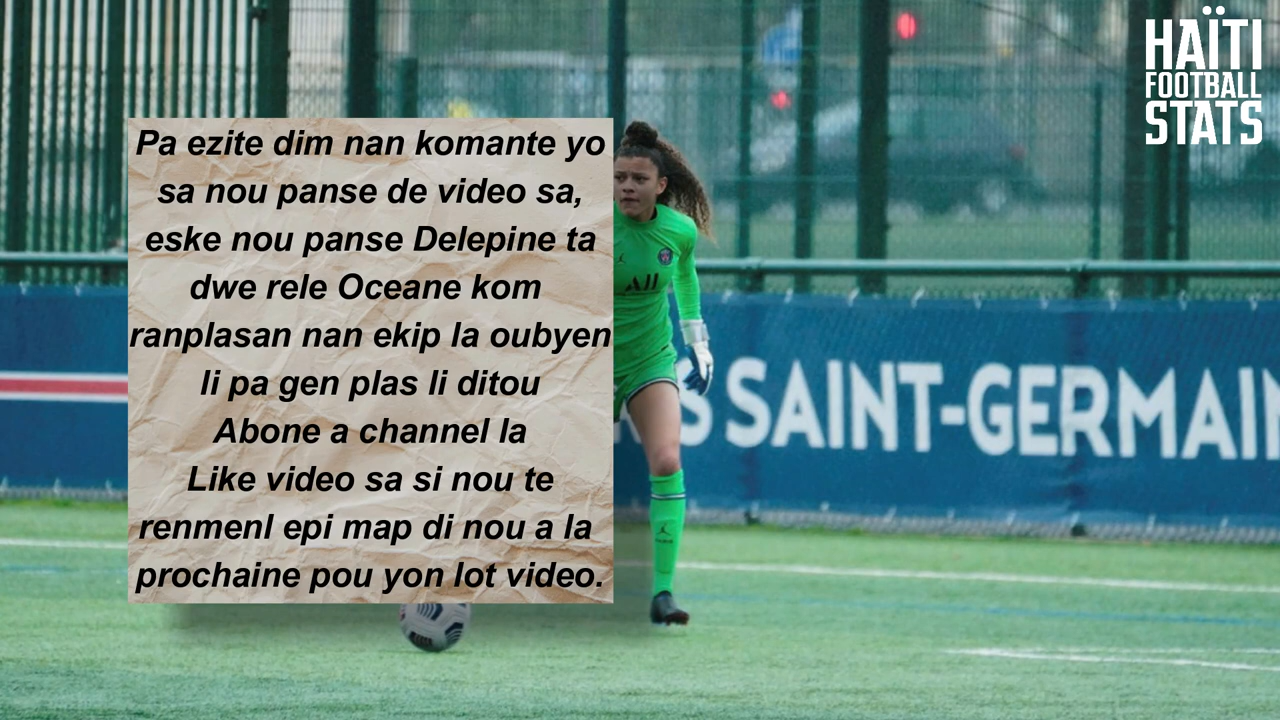 HAÏTI
FOOTBALL
STATS
Pa ezite dim nan komante yo
sa nou panse de video sa,
eske nou panse Delepine ta
dwe rele Oceane kom
ranplasan nan ekip la oubyen
li pa gen plas li ditou
Abone a channel la
Like video sa si nou te
renmenl epi map di nou a la
prochaine pou yon lot video.
S SAINT-GERMAIN
ALL